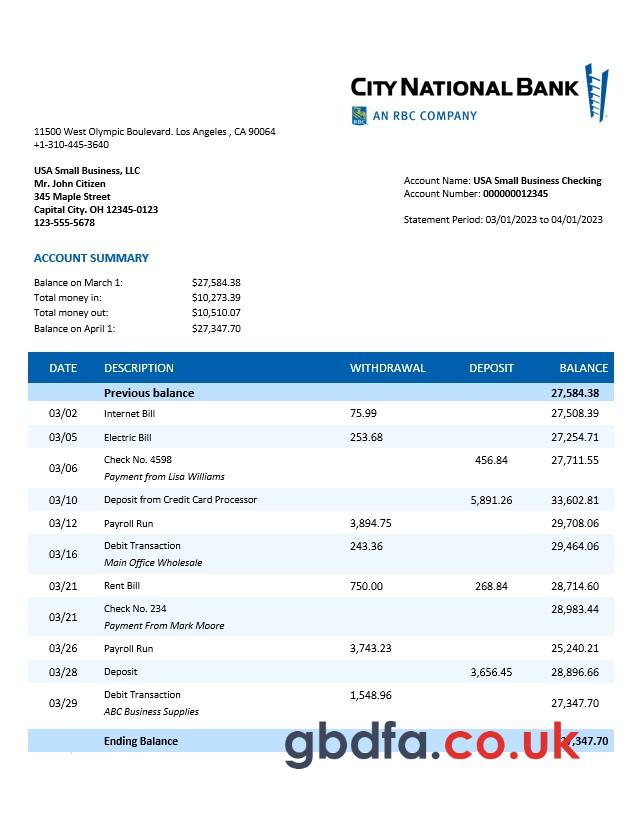 CITY NATIONAL BANK
RBC AN RBC COMPANY
11500 West Olympic Boulevard. Los Angeles , CA 90064
+1-310-445-3640
USA Small Business, LLC
Mr. John Citizen
345 Maple Street
Capital City. OH 12345-0123
123-555-5678
Account Name: USA Small Business Checking
Account Number: 000000012345
Statement Period: 03/01/2023 to 04/01/2023
ACCOUNT SUMMARY
Balance on March 1: $27,584.38
Total money in: $10,273.39
Total money out: $10,510.07
Balance on April 1: $27,347.70
DATE DESCRIPTION WITHDRAWAL DEPOSIT BALANCE
Previous balance 27,584.38
03/02 Internet Bill 75.99 27,508.39
03/05 Electric Bill 253.68 27,254.71
03/06 Check No. 4598 456.84 27,711.55
Payment from Lisa Williams
03/10 Deposit from Credit Card Processor 5,891.26 33,602.81
03/12 Payroll Run 3,894.75 29,708.06
03/16 Debit Transaction 243.36 29,464.06
Main Office Wholesale
03/21 Rent Bill 750.00 268.84 28,714.60
03/21 Check No. 234 28,983.44
Payment From Mark Moore
03/26 Payroll Run 3,743.23 25,240.21
03/28 Deposit 3,656.45 28,896.66
03/29 Debit Transaction 1,548.96 27,347.70
ABC Business Supplies
Ending Balance 27,347.70
gbdfa.co.uk